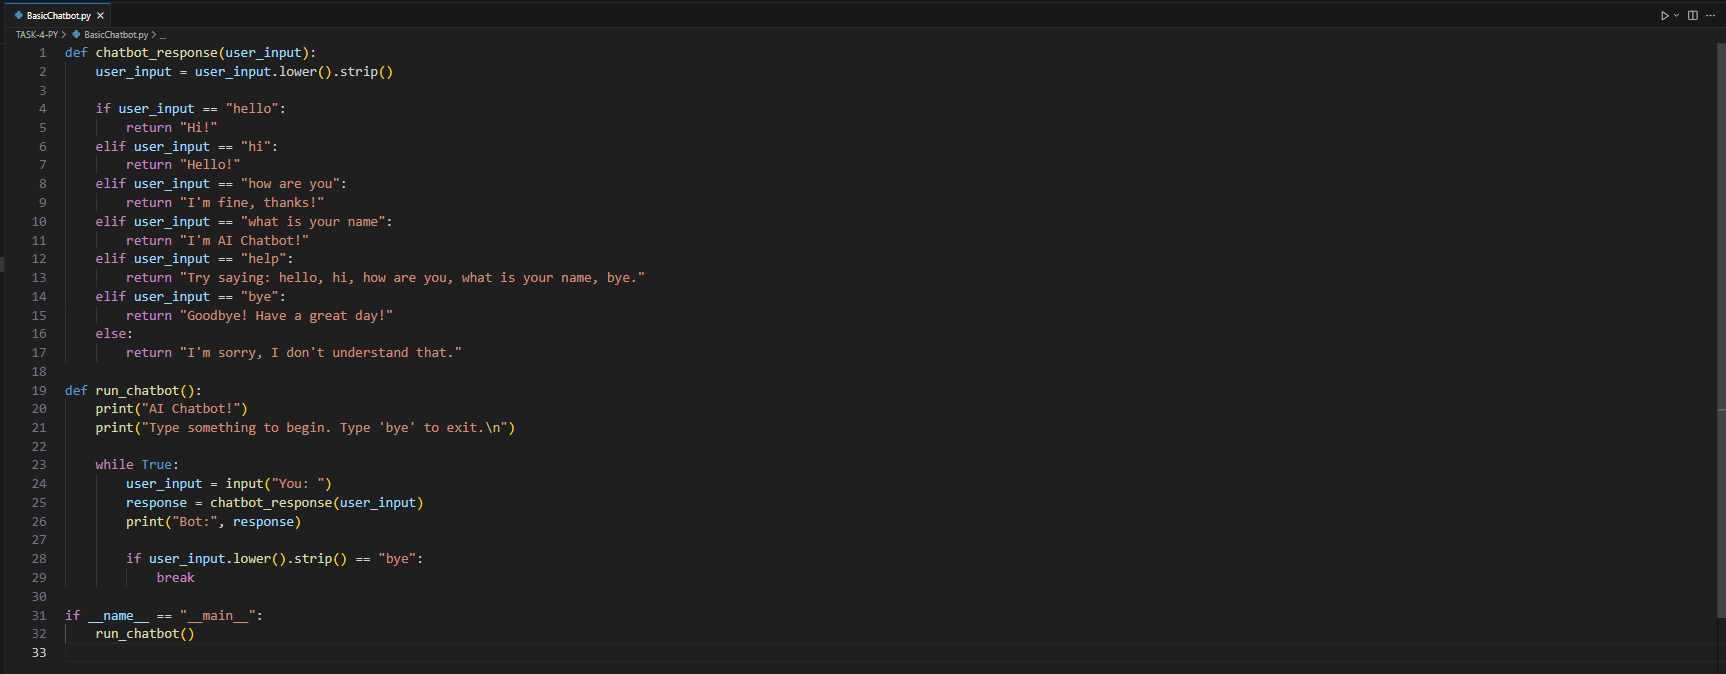 BasicChatbot.py
TASK-4-PY > BasicChatbot.py > ...
1 def chatbot_response(user_input):
2     user_input = user_input.lower().strip()
3
4     if user_input == "hello":
5         return "Hi!"
6     elif user_input == "hi":
7         return "Hello!"
8     elif user_input == "how are you":
9         return "I'm fine, thanks!"
10     elif user_input == "what is your name":
11         return "I'm AI Chatbot!"
12     elif user_input == "help":
13         return "Try saying: hello, hi, how are you, what is your name, bye."
14     elif user_input == "bye":
15         return "Goodbye! Have a great day!"
16     else:
17         return "I'm sorry, I don't understand that."
18
19 def run_chatbot():
20     print("AI Chatbot!")
21     print("Type something to begin. Type 'bye' to exit.\n")
22
23     while True:
24         user_input = input("You: ")
25         response = chatbot_response(user_input)
26         print("Bot:", response)
27
28         if user_input.lower().strip() == "bye":
29             break
30
31 if __name__ == "__main__":
32     run_chatbot()
33